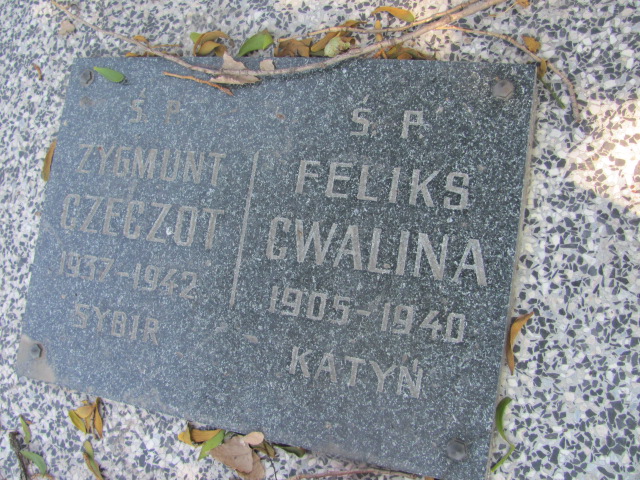 Ś. P.
ZYGMUNT
CZECZOT
1937-1942
SYBIR
Ś. P.
FELIKS
CWALINA
1905-1940
KATYŃ